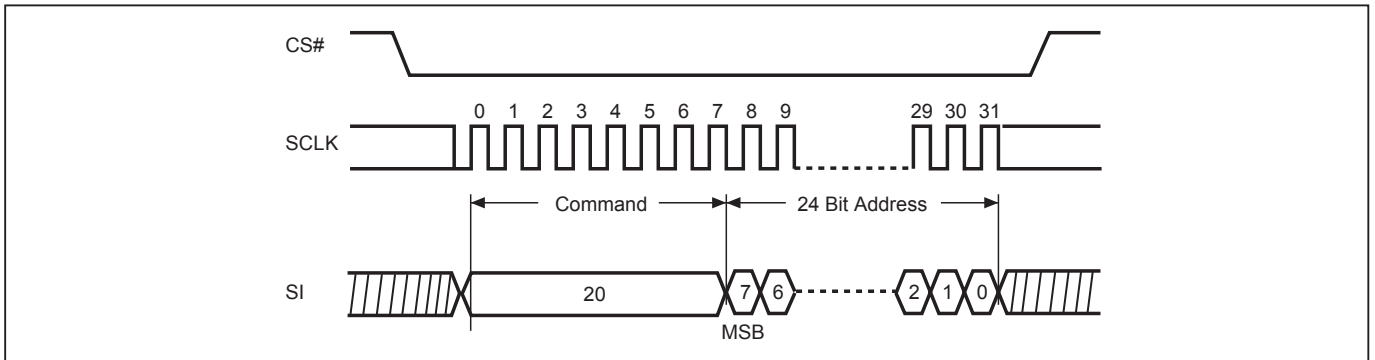 CS#
0 1 2 3 4 5 6 7 8 9 29 30 31
SCLK
Command 24 Bit Address
SI 20 7 6 2 1 0
MSB